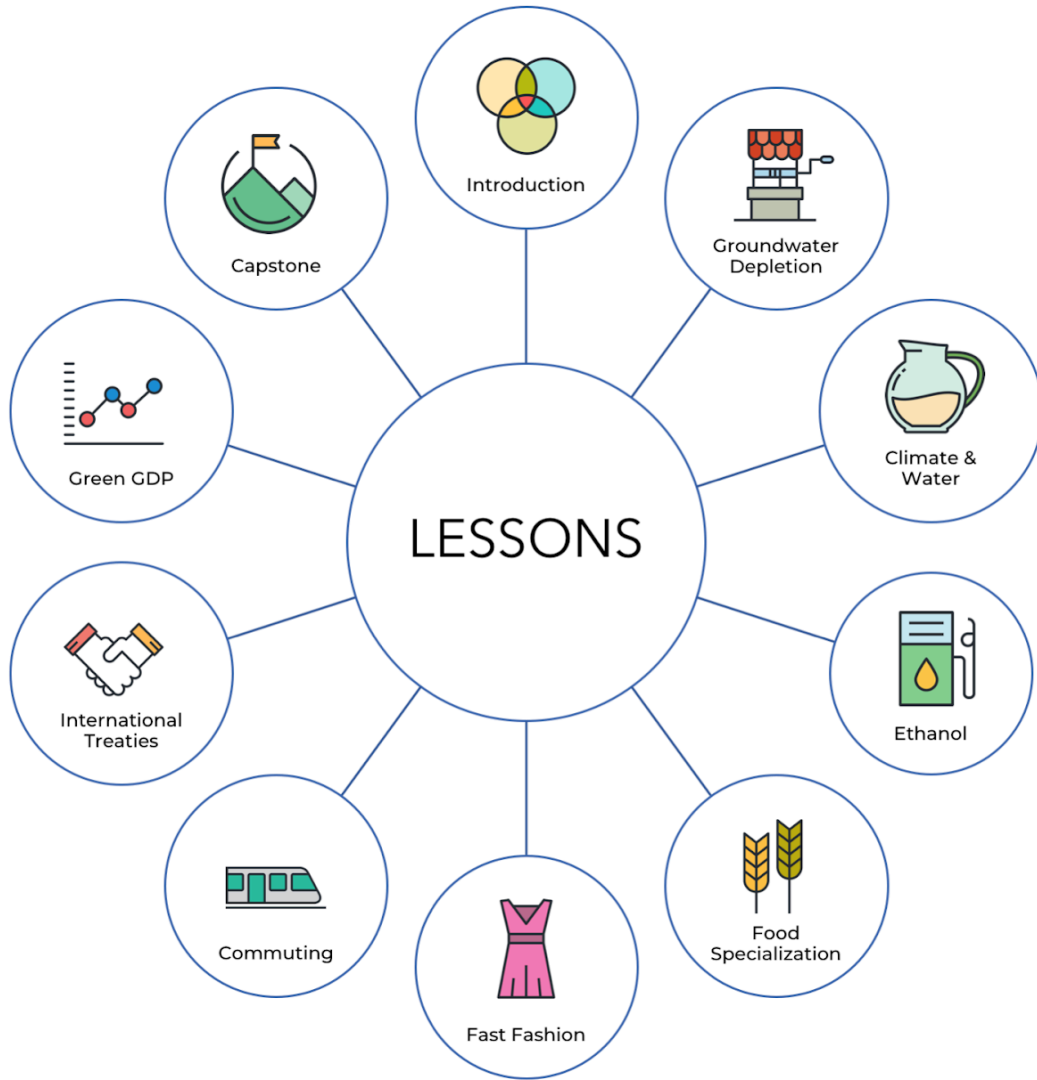 Introduction
Groundwater
Depletion
Climate &
Water
Ethanol
Food
Specialization
Fast Fashion
Commuting
International
Treaties
Green GDP
Capstone
LESSONS